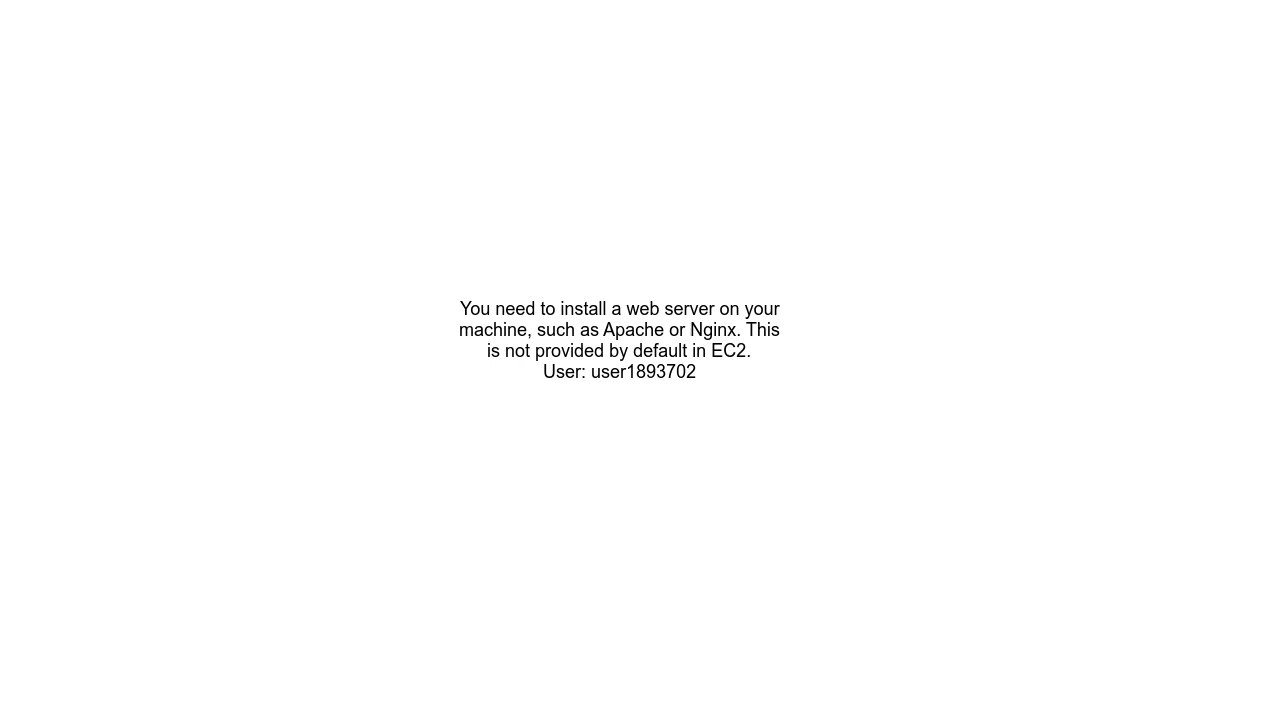 You need to install a web server on your
machine, such as Apache or Nginx. This
is not provided by default in EC2.
User: user1893702